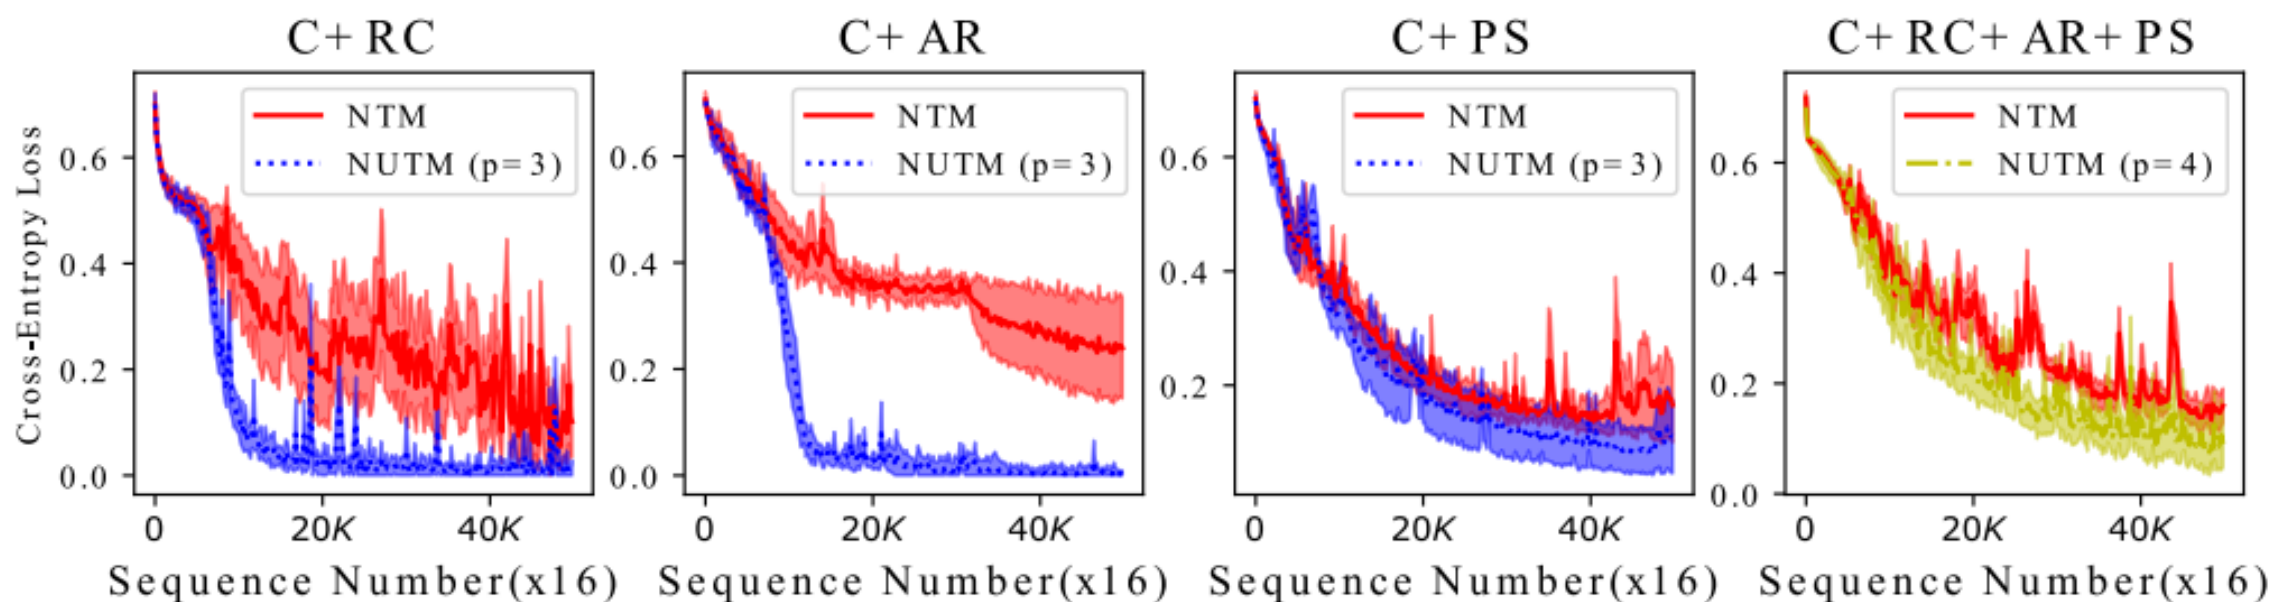 C+ RC
C+ AR
C+ PS
C+ RC+ AR+ PS
Cross-Entropy Loss
0.6
0.4
0.2
0.0
NTM
NUTM (p=3)
0
20K
40K
Sequence Number(x16)
0.6
0.4
0.2
0.0
NTM
NUTM (p=3)
0
20K
40K
Sequence Number(x16)
0.6
0.4
0.2
NTM
NUTM (p=3)
0
20K
40K
Sequence Number(x16)
0.6
0.4
0.2
0.0
NTM
NUTM (p=4)
0
20K
40K
Sequence Number(x16)